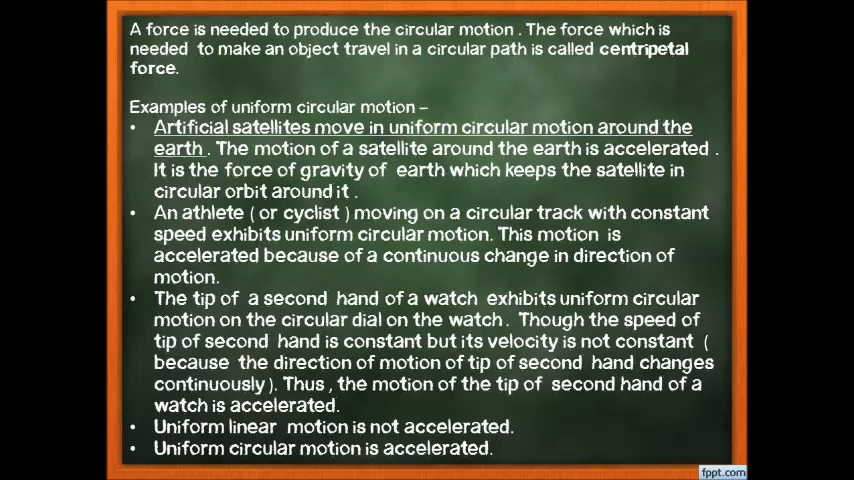 A force is needed to produce the circular motion . The force which is
needed to make an object travel in a circular path is called centripetal
force.
Examples of uniform circular motion –
• Artificial satellites move in uniform circular motion around the
earth . The motion of a satellite around the earth is accelerated .
It is the force of gravity of earth which keeps the satellite in
circular orbit around it .
• An athlete ( or cyclist ) moving on a circular track with constant
speed exhibits uniform circular motion. This motion is
accelerated because of a continuous change in direction of
motion.
• The tip of a second hand of a watch exhibits uniform circular
motion on the circular dial on the watch . Though the speed of
tip of second hand is constant but its velocity is not constant (
because the direction of motion of tip of second hand changes
continuously ). Thus , the motion of the tip of second hand of a
watch is accelerated.
• Uniform linear motion is not accelerated.
• Uniform circular motion is accelerated.
fppt.com